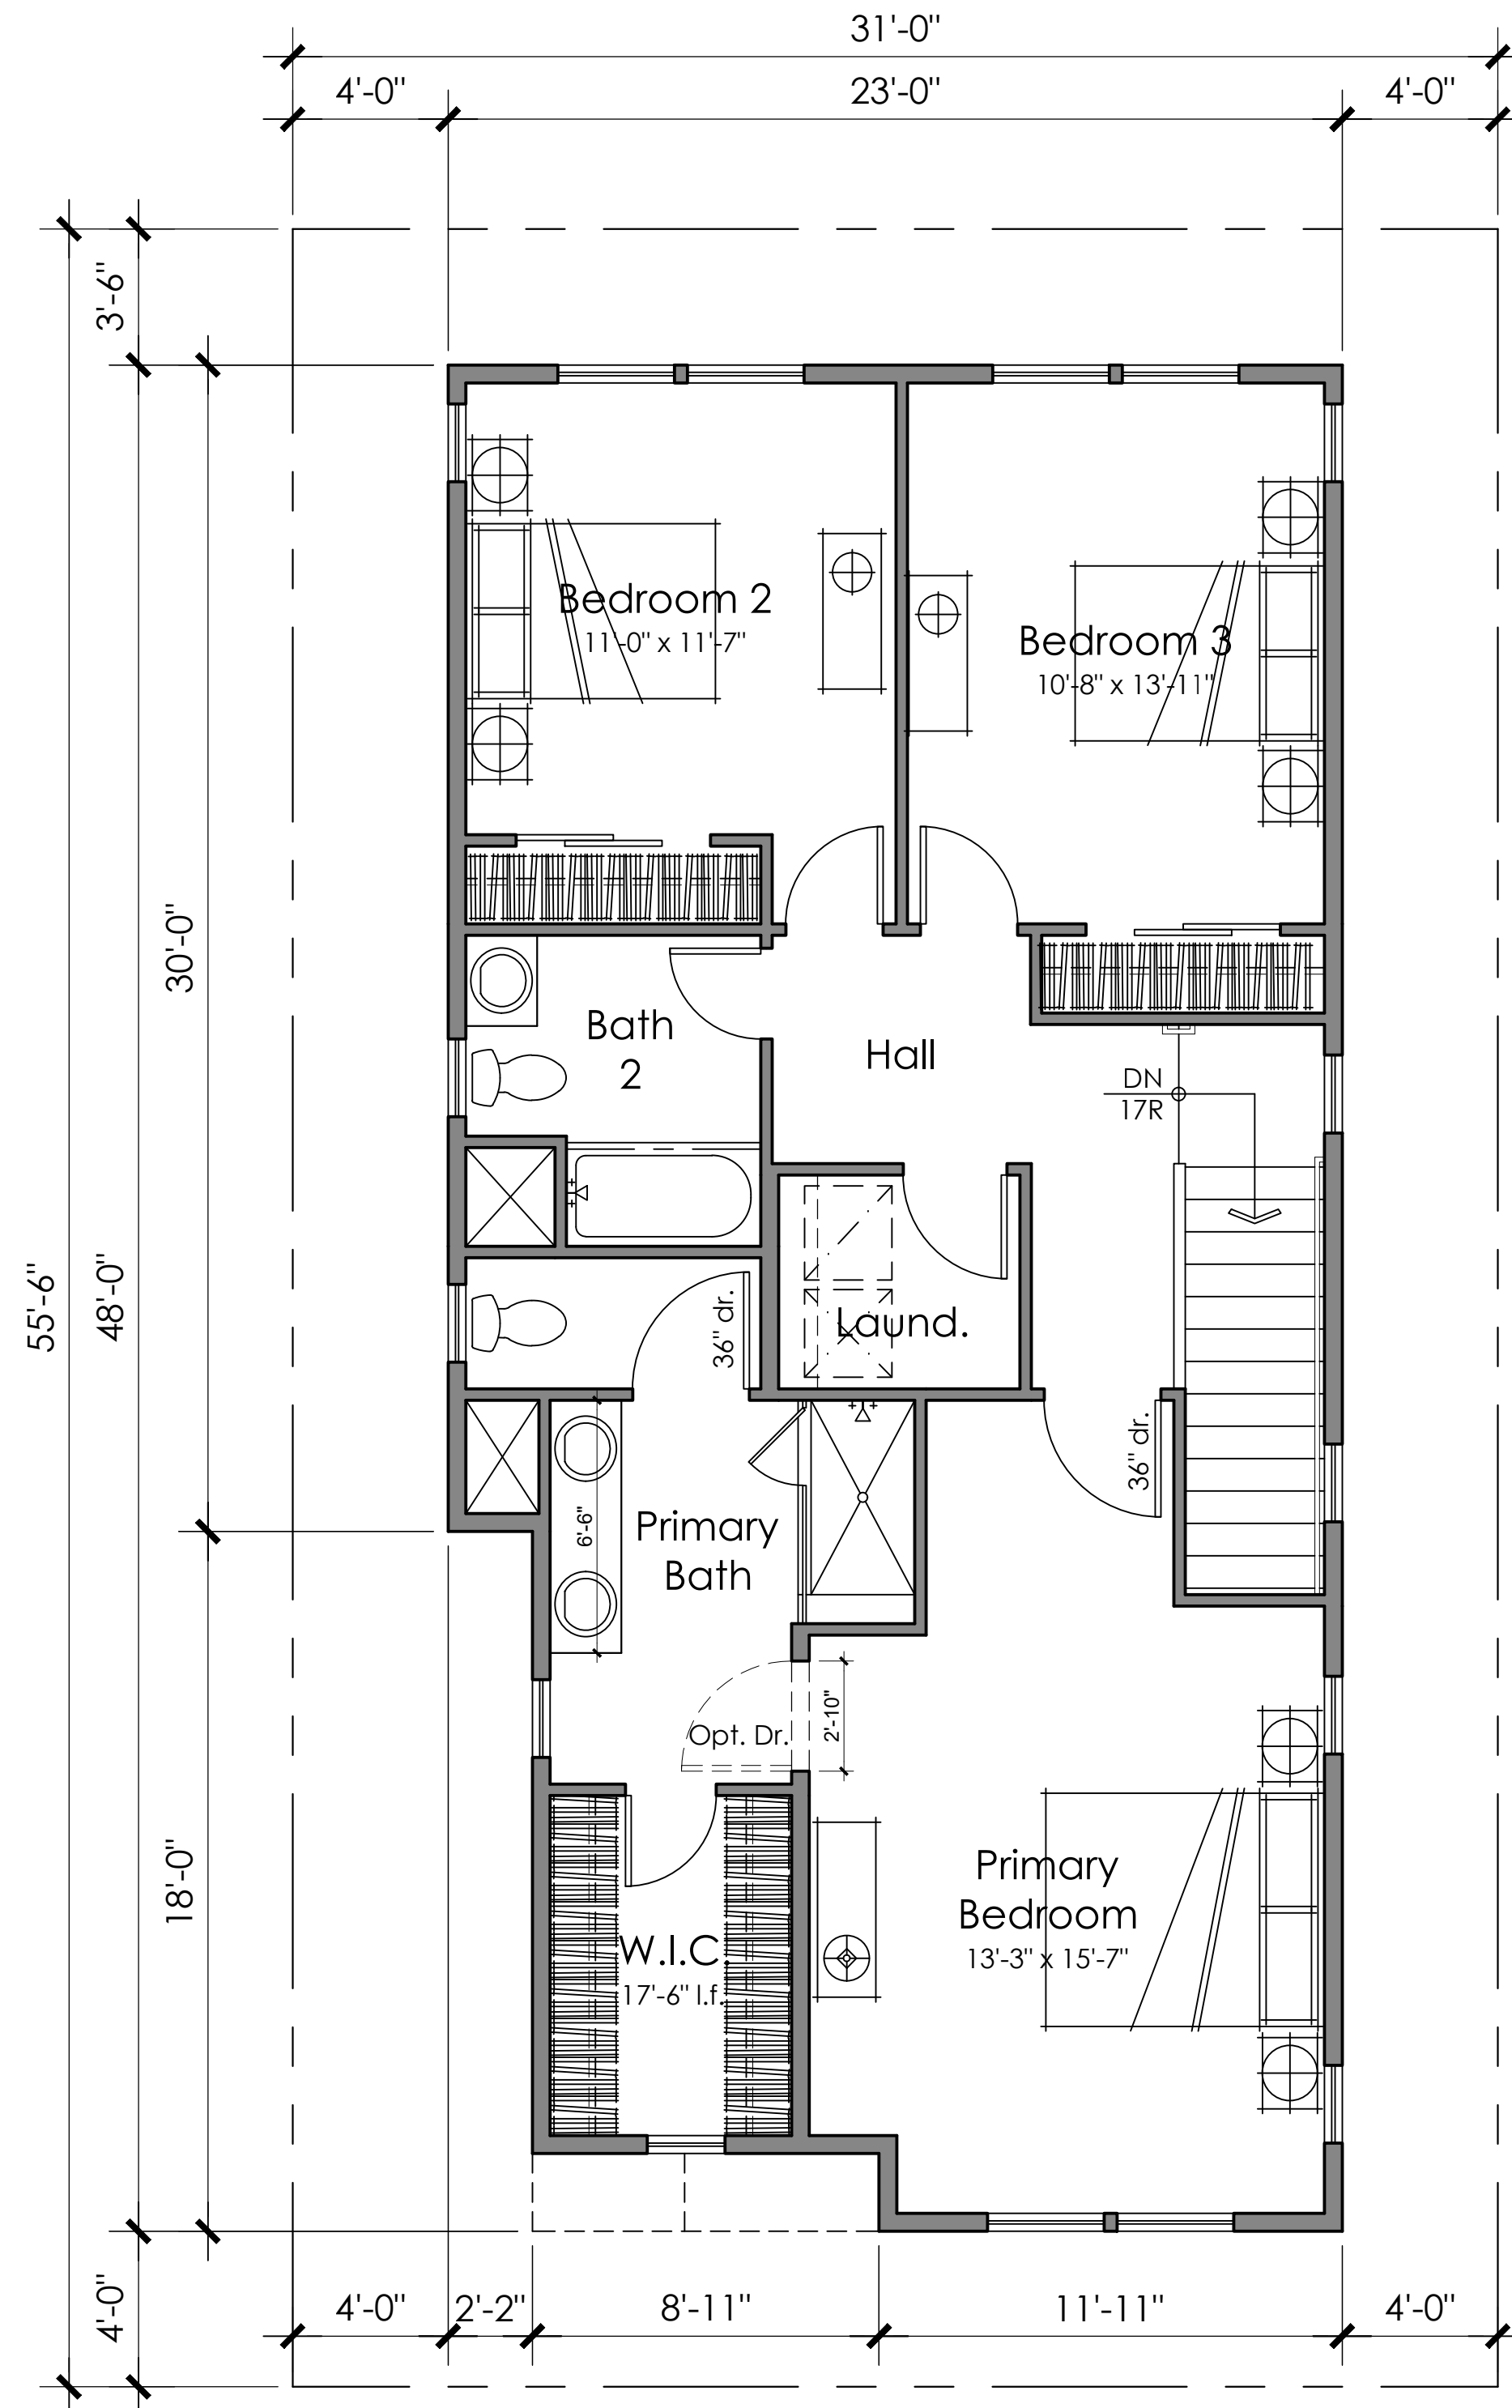 31'-0"
4'-0"
23'-0"
4'-0"
3'-6"
30'-0"
48'-0"
55'-6"
18'-0"
4'-0"
Bedroom 2
11'-0" x 11'-7"
Bedroom 3
10'-8" x 13'-11"
Bath
2
Hall
DN
17R
Laund.
36" dr.
36" dr.
6'-6"
Primary
Bath
Opt. Dr.
2'-10"
W.I.C.
17'-6" l.f.
Primary
Bedroom
13'-3" x 15'-7"
4'-0"
2'-2"
8'-11"
11'-11"
4'-0"